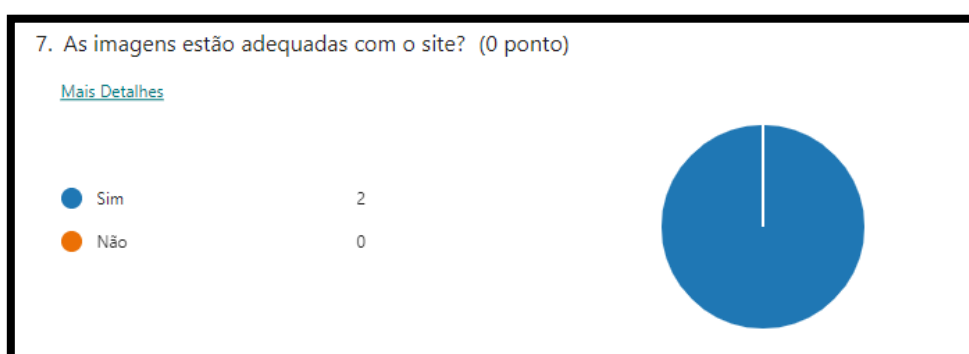 7. As imagens estão adequadas com o site? (0 ponto)
Mais Detalhes
Sim 2
Não 0